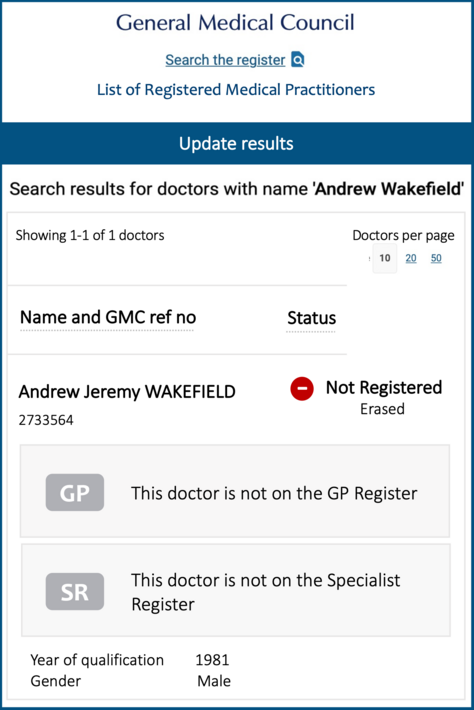 General Medical Council
Search the register
List of Registered Medical Practitioners
Update results
Search results for doctors with name 'Andrew Wakefield'
Showing 1-1 of 1 doctors
Doctors per page
10 20 50
Name and GMC ref no
Status
Andrew Jeremy WAKEFIELD
2733564
Not Registered
Erased
GP
This doctor is not on the GP Register
SR
This doctor is not on the Specialist
Register
Year of qualification 1981
Gender Male